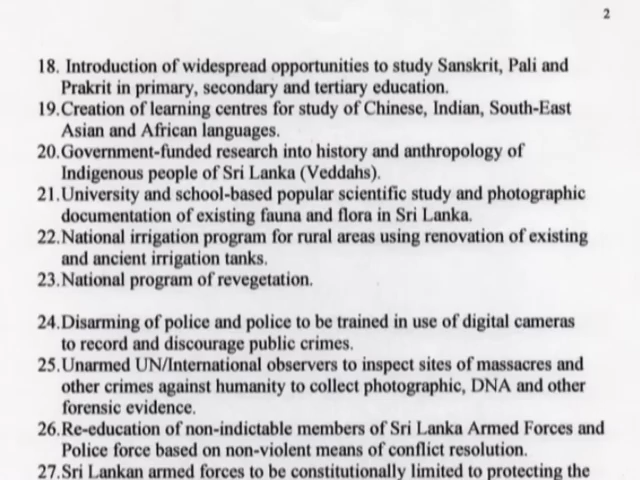 2
18. Introduction of widespread opportunities to study Sanskrit, Pali and
Prakrit in primary, secondary and tertiary education.
19.Creation of learning centres for study of Chinese, Indian, South-East
Asian and African languages.
20.Government-funded research into history and anthropology of
Indigenous people of Sri Lanka (Veddahs).
21.University and school-based popular scientific study and photographic
documentation of existing fauna and flora in Sri Lanka.
22.National irrigation program for rural areas using renovation of existing
and ancient irrigation tanks.
23.National program of revegetation.
24.Disarming of police and police to be trained in use of digital cameras
to record and discourage public crimes.
25.Unarmed UN/International observers to inspect sites of massacres and
other crimes against humanity to collect photographic, DNA and other
forensic evidence.
26.Re-education of non-indictable members of Sri Lanka Armed Forces and
Police force based on non-violent means of conflict resolution.
27.Sri Lankan armed forces to be constitutionally limited to protecting the